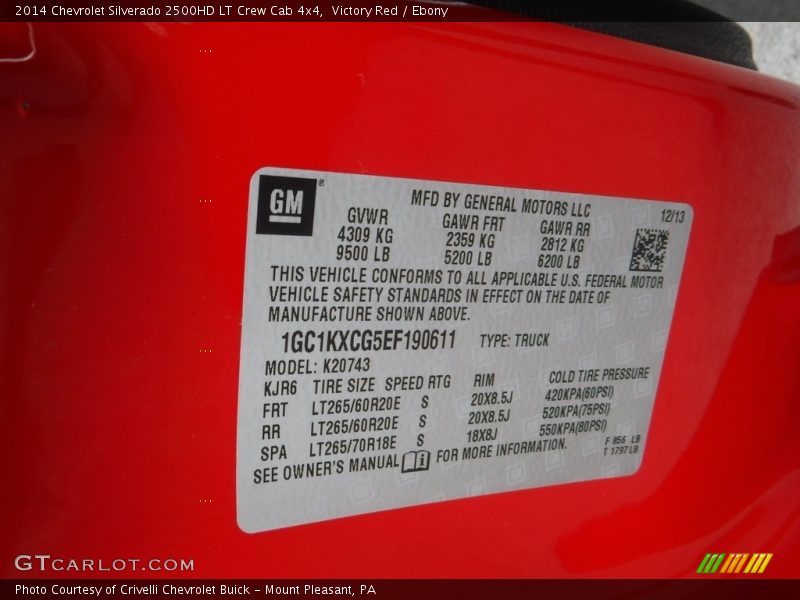 2014 Chevrolet Silverado 2500HD LT Crew Cab 4x4, Victory Red / Ebony
GM®
MFD BY GENERAL MOTORS LLC
12/13
GVWR GAWR FRT GAWR RR
4309 KG 2359 KG 2812 KG
9500 LB 5200 LB 6200 LB
THIS VEHICLE CONFORMS TO ALL APPLICABLE U.S. FEDERAL MOTOR
VEHICLE SAFETY STANDARDS IN EFFECT ON THE DATE OF
MANUFACTURE SHOWN ABOVE.
1GC1KXCG5EF190611 TYPE: TRUCK
MODEL: K20743
KJR6 TIRE SIZE SPEED RTG RIM COLD TIRE PRESSURE
FRT LT265/60R20E S 20X8.5J 420KPA(60PSI)
RR LT265/60R20E S 20X8.5J 520KPA(75PSI)
SPA LT265/70R18E S 18X8J 550KPA(80PSI)
SEE OWNER'S MANUAL i FOR MORE INFORMATION.
F 856 LB
T 1797 LB
GTCARLOT.COM
Photo Courtesy of Crivelli Chevrolet Buick - Mount Pleasant, PA